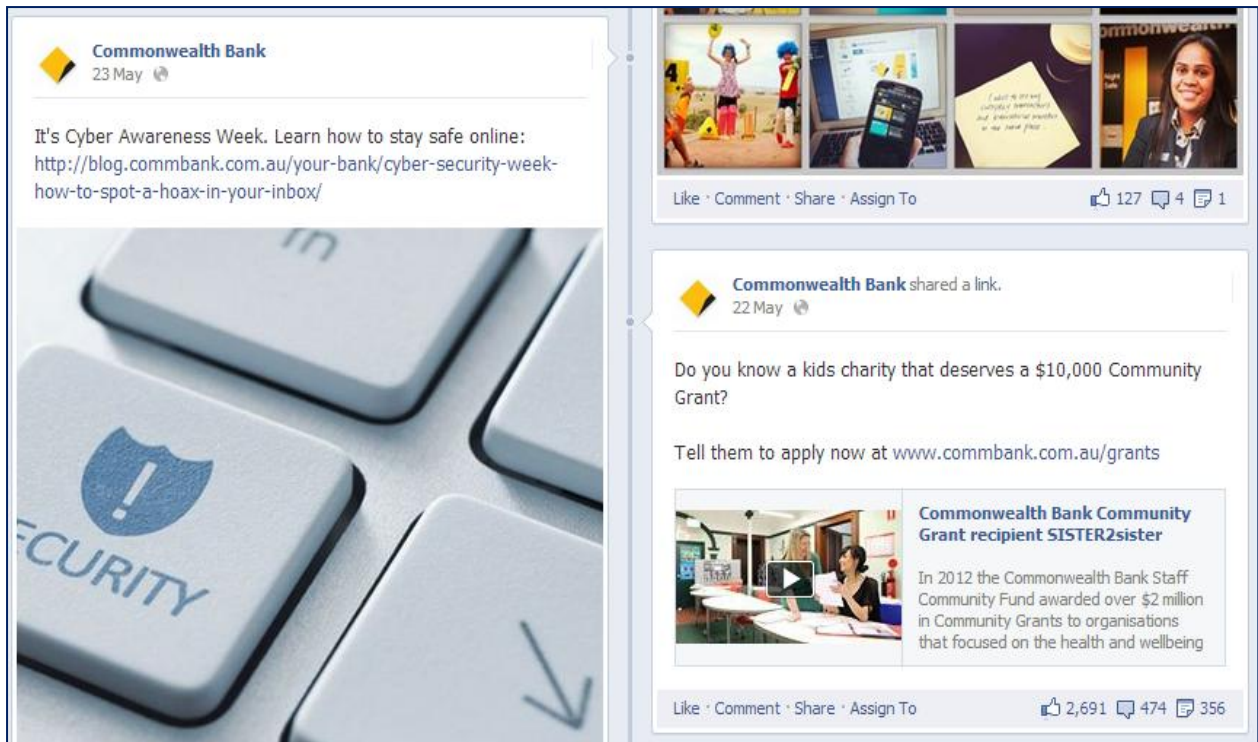 Commonwealth Bank
23 May
It's Cyber Awareness Week. Learn how to stay safe online:
http://blog.commbank.com.au/your-bank/cyber-security-week-
how-to-spot-a-hoax-in-your-inbox/
SECURITY
Like · Comment · Share · Assign To
127 4 1
Commonwealth Bank shared a link.
22 May
Do you know a kids charity that deserves a $10,000 Community
Grant?
Tell them to apply now at www.commbank.com.au/grants
Commonwealth Bank Community
Grant recipient SISTER2sister
In 2012 the Commonwealth Bank Staff
Community Fund awarded over $2 million
in Community Grants to organisations
that focused on the health and wellbeing
Like · Comment · Share · Assign To
2,691 474 356